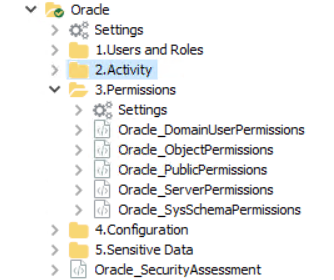 Oracle
Settings
1.Users and Roles
2.Activity
3.Permissions
Settings
Oracle_DomainUserPermissions
Oracle_ObjectPermissions
Oracle_PublicPermissions
Oracle_ServerPermissions
Oracle_SysSchemaPermissions
4.Configuration
5.Sensitive Data
Oracle_SecurityAssessment